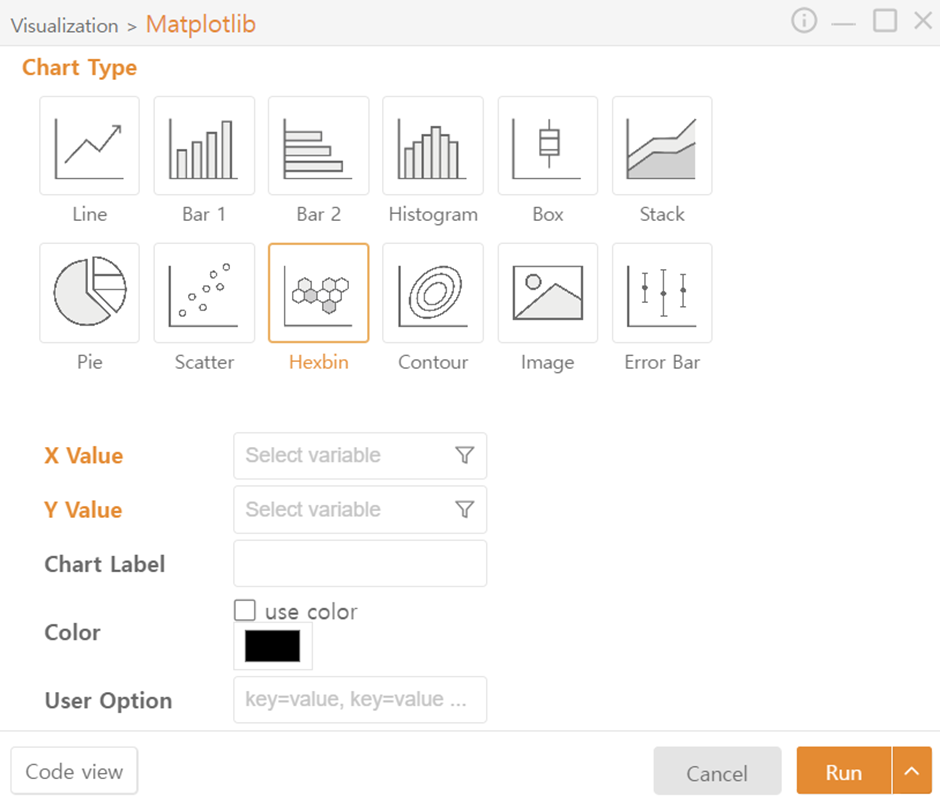 Visualization > Matplotlib
Chart Type
Line Bar 1 Bar 2 Histogram Box Stack
Pie Scatter Hexbin Contour Image Error Bar
X Value Select variable
Y Value Select variable
Chart Label
use color
Color
User Option key=value, key=value ...
Code view Cancel Run